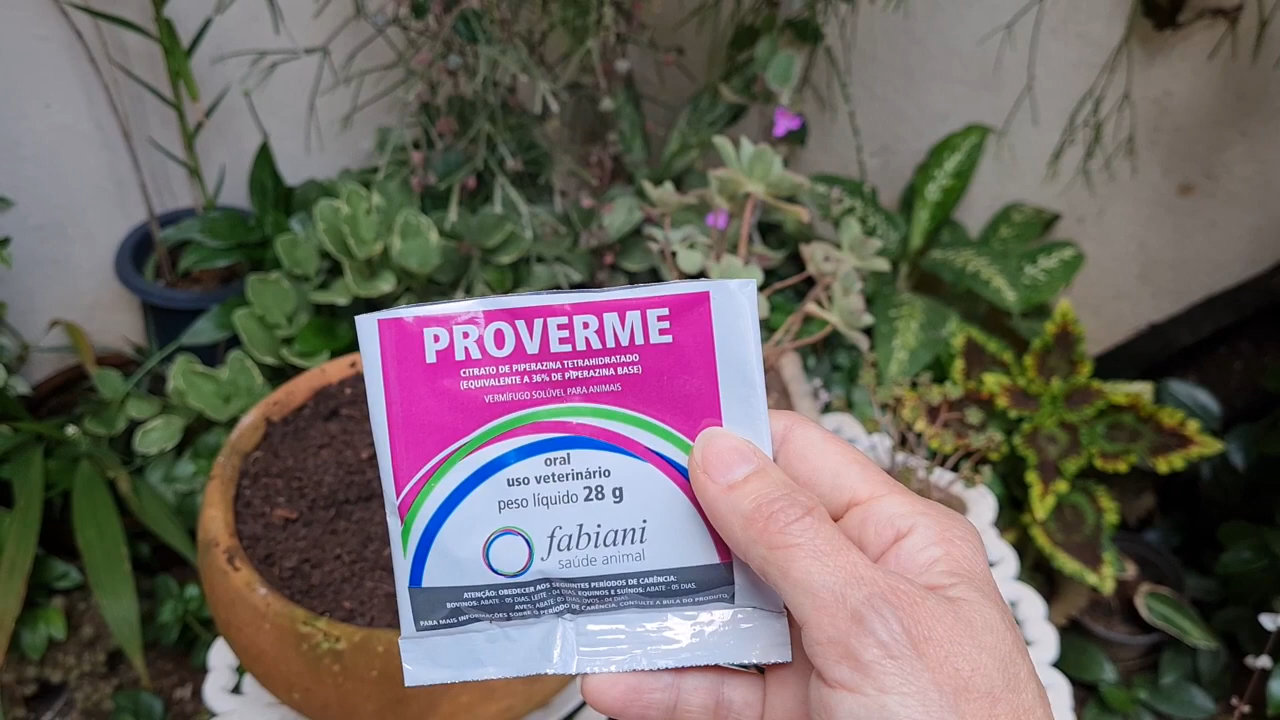 PROVERME
CITRATO DE PIPERAZINA TETRAHIDRATADO
(EQUIVALENTE A 36% DE PIPERAZINA BASE)
VERMÍFUGO SOLÚVEL PARA ANIMAIS
oral
uso veterinário
peso líquido 28 g
fabiani
saúde animal
ATENÇÃO: OBEDECER AOS SEGUINTES PERÍODOS DE CARÊNCIA:
BOVINOS: ABATE - 05 DIAS. LEITE - 04 DIAS. EQUINOS E SUÍNOS: ABATE - 05 DIAS.
AVES: ABATE: 05 DIAS. OVOS - 04 DIAS.
PARA MAIS INFORMAÇÕES SOBRE O PERÍODO DE CARÊNCIA, CONSULTE A BULA DO PRODUTO.